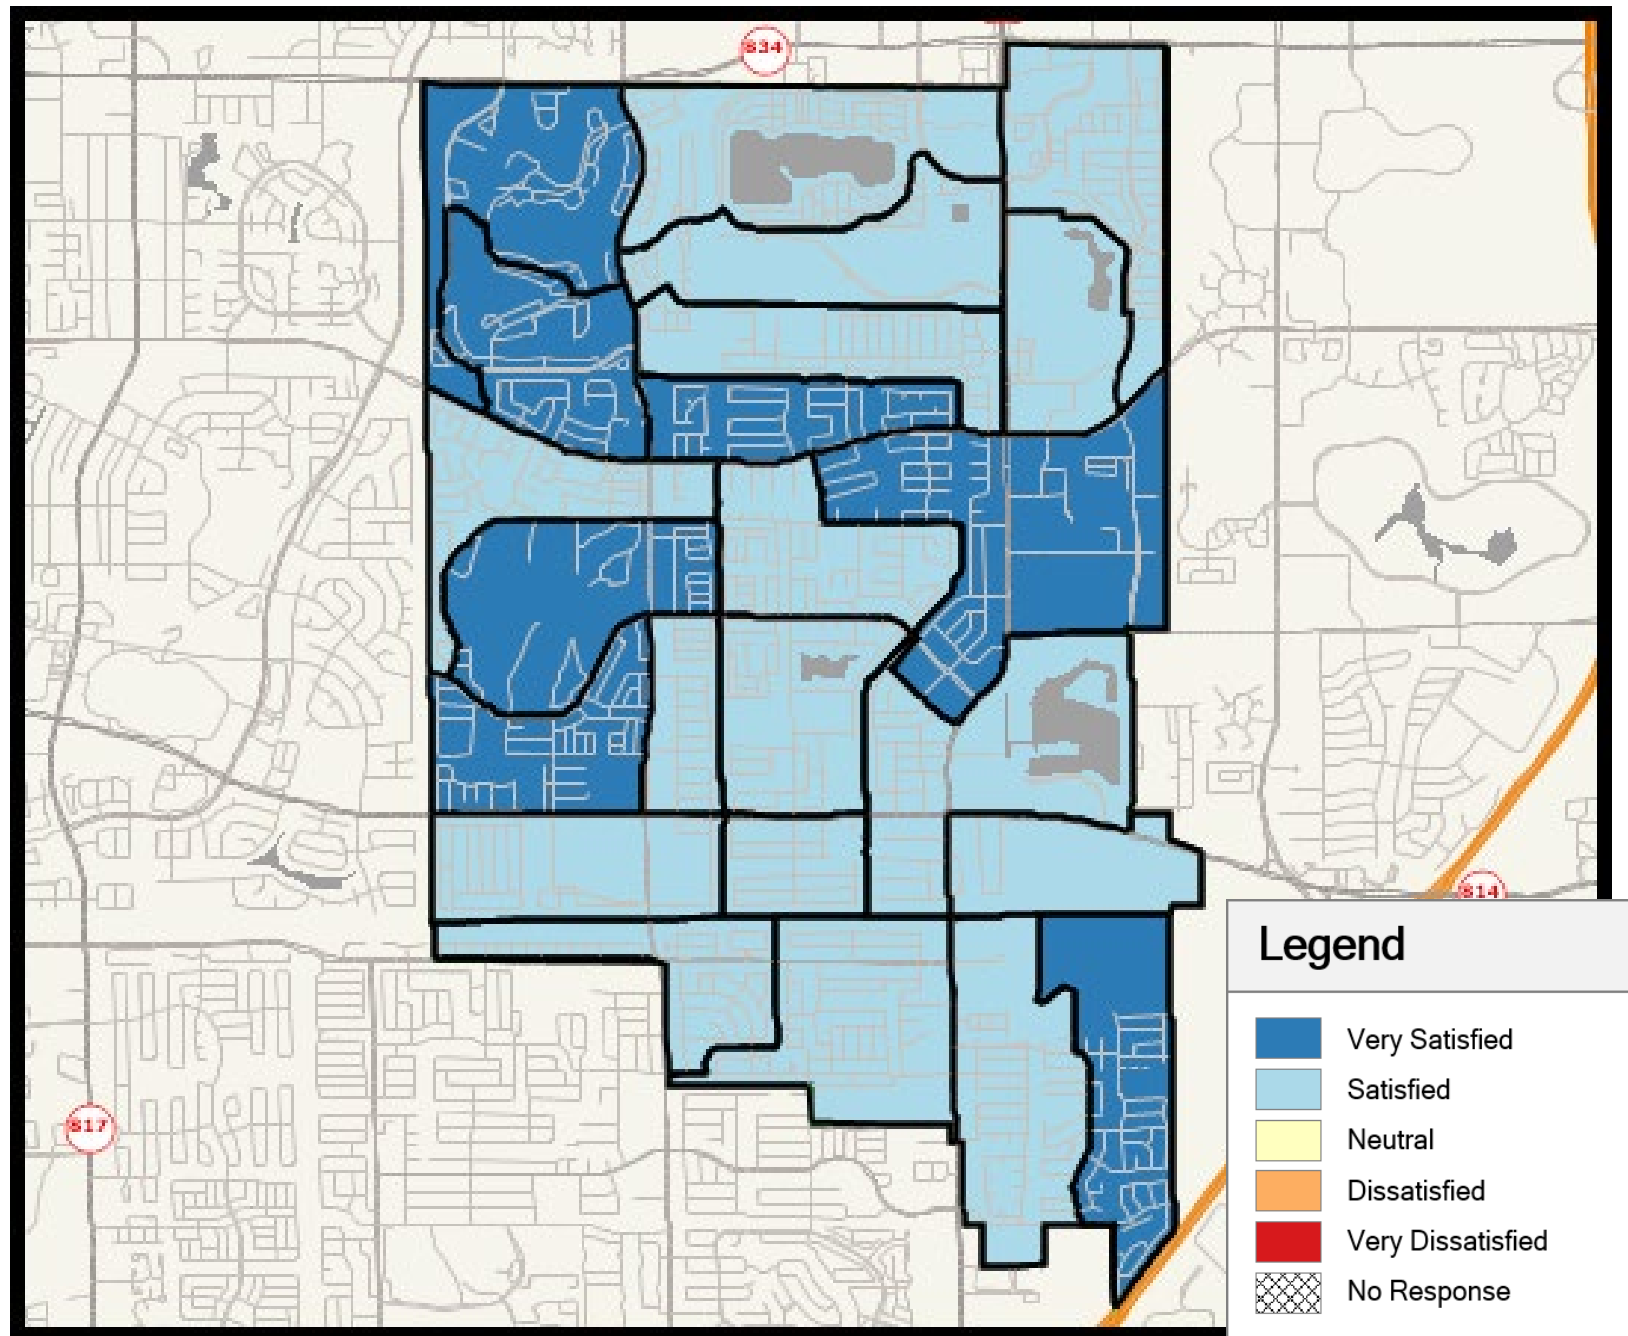 834
814
Legend
Very Satisfied
Satisfied
Neutral
Dissatisfied
Very Dissatisfied
No Response
817